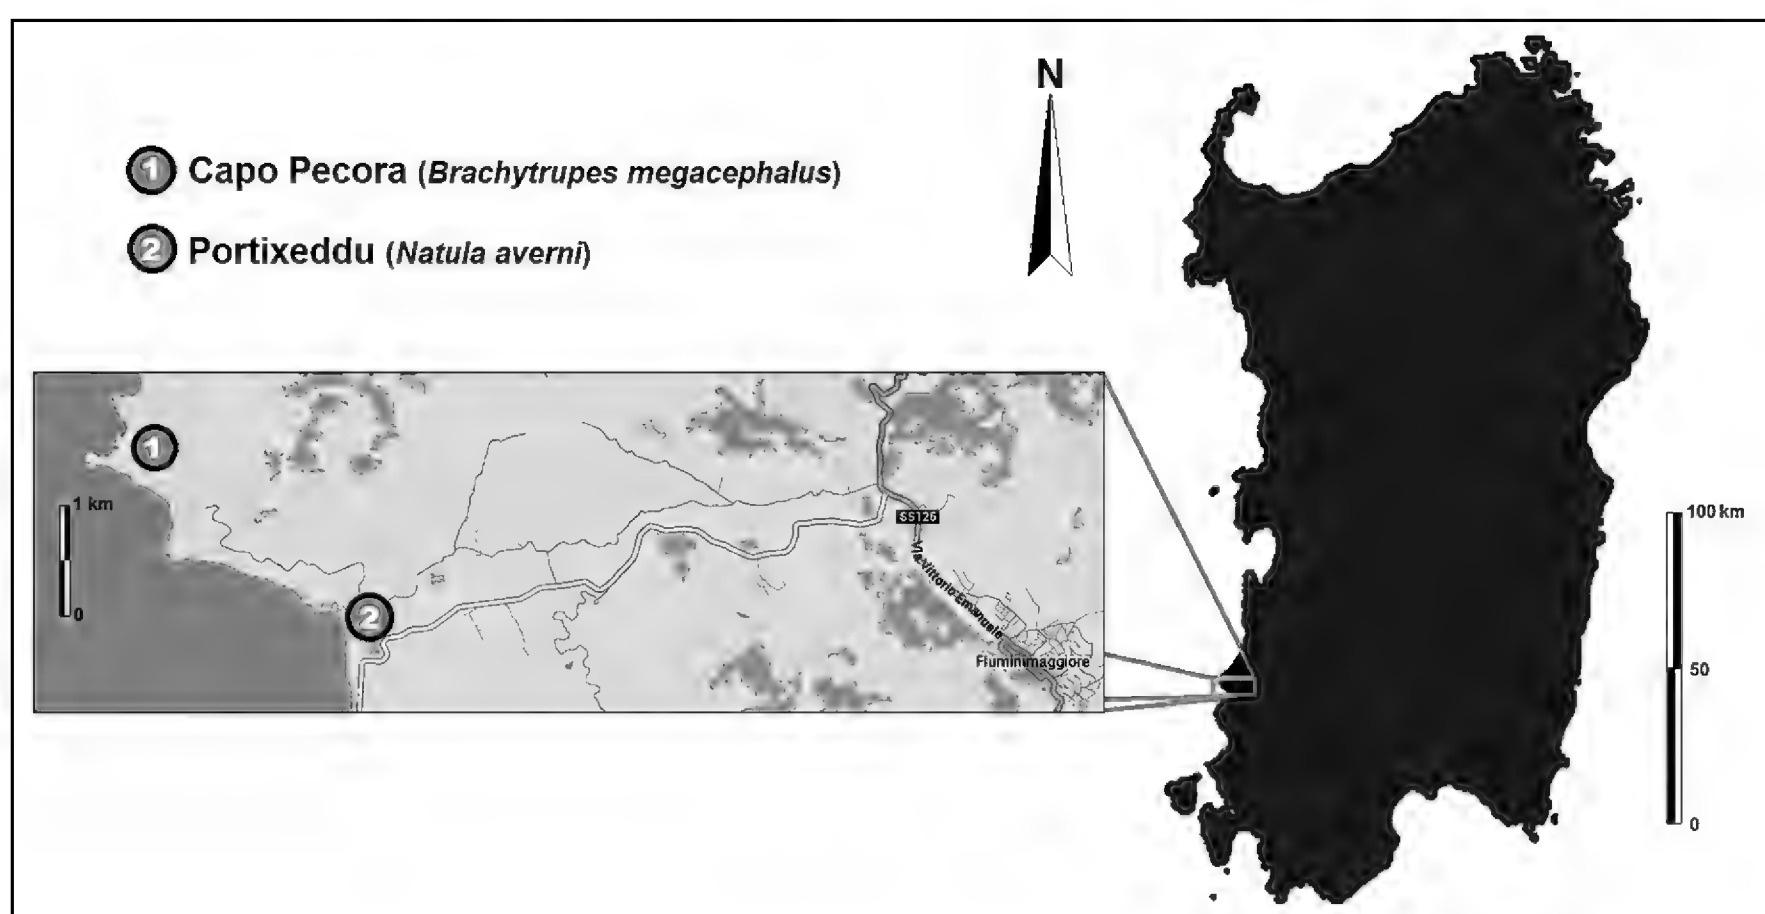 N
1 Capo Pecora (Brachytrupes megacephalus)
2 Portixeddu (Natula averni)
1
1 km
0
2
SS126
Via Vittorio Emanuele
Fluminimaggiore
100 km
50
0